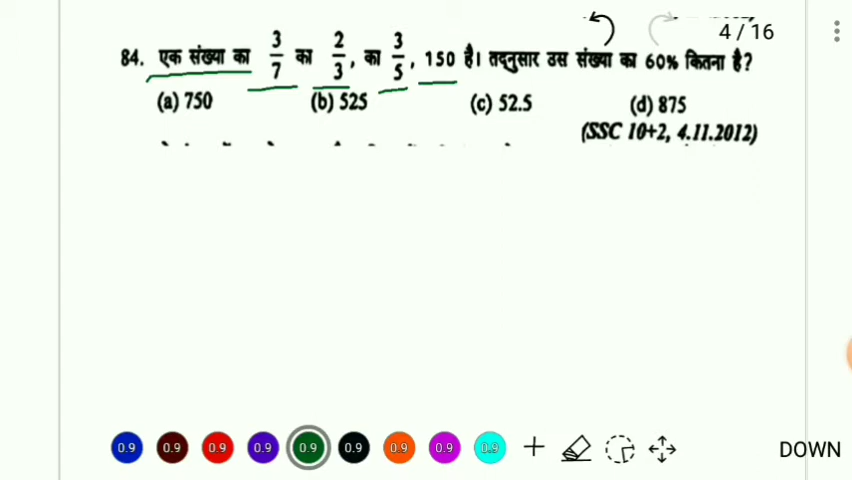 4 / 16
84. एक संख्या का 3/7 का 2/3, का 3/5, 150 है। तद्नुसार उस संख्या का 60% कितना है?
(a) 750 (b) 525 (c) 52.5 (d) 875
(SSC 10+2, 4.11.2012)
0.9 0.9 0.9 0.9 0.9 0.9 0.9 0.9 0.9 DOWN